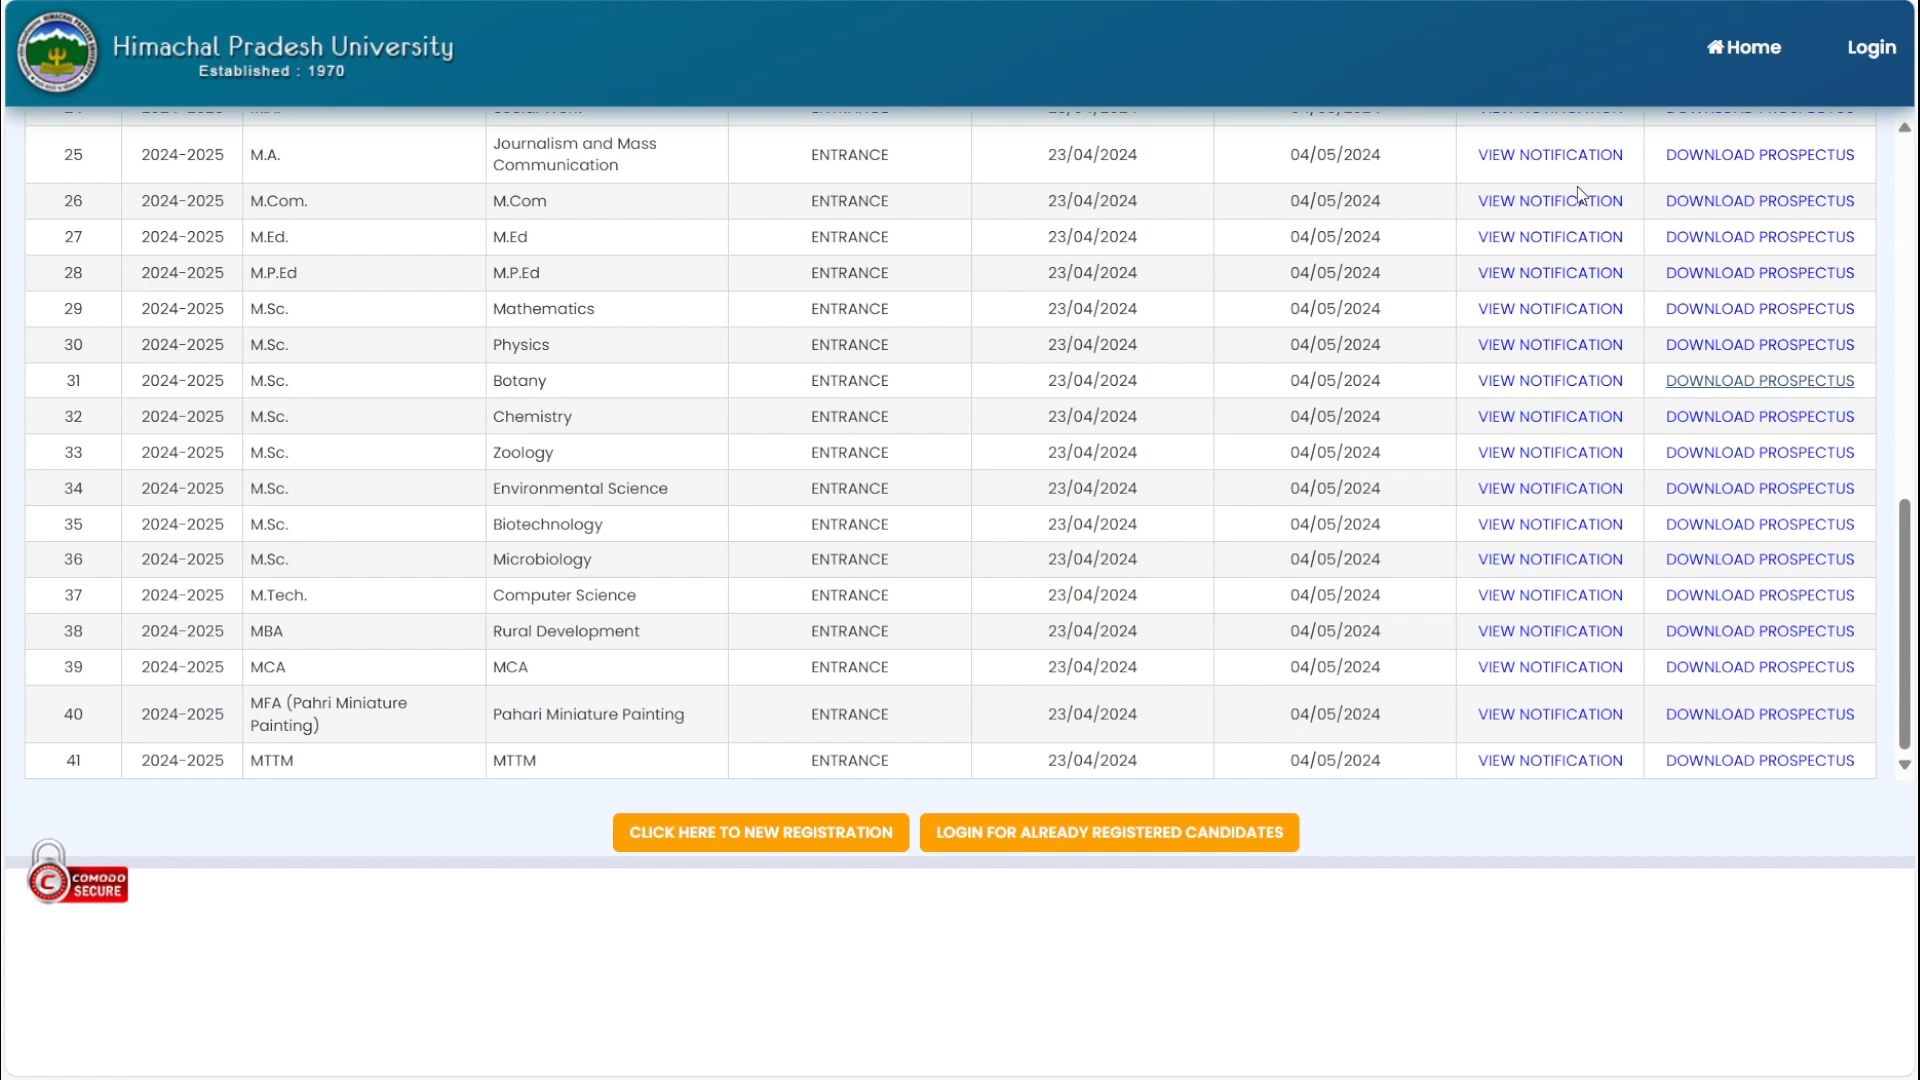 Himachal Pradesh University
Established : 1970
Home
Login
25 2024-2025 M.A. Journalism and Mass Communication ENTRANCE 23/04/2024 04/05/2024 VIEW NOTIFICATION DOWNLOAD PROSPECTUS
26 2024-2025 M.Com. M.Com ENTRANCE 23/04/2024 04/05/2024 VIEW NOTIFICATION DOWNLOAD PROSPECTUS
27 2024-2025 M.Ed. M.Ed ENTRANCE 23/04/2024 04/05/2024 VIEW NOTIFICATION DOWNLOAD PROSPECTUS
28 2024-2025 M.P.Ed M.P.Ed ENTRANCE 23/04/2024 04/05/2024 VIEW NOTIFICATION DOWNLOAD PROSPECTUS
29 2024-2025 M.Sc. Mathematics ENTRANCE 23/04/2024 04/05/2024 VIEW NOTIFICATION DOWNLOAD PROSPECTUS
30 2024-2025 M.Sc. Physics ENTRANCE 23/04/2024 04/05/2024 VIEW NOTIFICATION DOWNLOAD PROSPECTUS
31 2024-2025 M.Sc. Botany ENTRANCE 23/04/2024 04/05/2024 VIEW NOTIFICATION DOWNLOAD PROSPECTUS
32 2024-2025 M.Sc. Chemistry ENTRANCE 23/04/2024 04/05/2024 VIEW NOTIFICATION DOWNLOAD PROSPECTUS
33 2024-2025 M.Sc. Zoology ENTRANCE 23/04/2024 04/05/2024 VIEW NOTIFICATION DOWNLOAD PROSPECTUS
34 2024-2025 M.Sc. Environmental Science ENTRANCE 23/04/2024 04/05/2024 VIEW NOTIFICATION DOWNLOAD PROSPECTUS
35 2024-2025 M.Sc. Biotechnology ENTRANCE 23/04/2024 04/05/2024 VIEW NOTIFICATION DOWNLOAD PROSPECTUS
36 2024-2025 M.Sc. Microbiology ENTRANCE 23/04/2024 04/05/2024 VIEW NOTIFICATION DOWNLOAD PROSPECTUS
37 2024-2025 M.Tech. Computer Science ENTRANCE 23/04/2024 04/05/2024 VIEW NOTIFICATION DOWNLOAD PROSPECTUS
38 2024-2025 MBA Rural Development ENTRANCE 23/04/2024 04/05/2024 VIEW NOTIFICATION DOWNLOAD PROSPECTUS
39 2024-2025 MCA MCA ENTRANCE 23/04/2024 04/05/2024 VIEW NOTIFICATION DOWNLOAD PROSPECTUS
40 2024-2025 MFA (Pahri Miniature Painting) Pahari Miniature Painting ENTRANCE 23/04/2024 04/05/2024 VIEW NOTIFICATION DOWNLOAD PROSPECTUS
41 2024-2025 MTTM MTTM ENTRANCE 23/04/2024 04/05/2024 VIEW NOTIFICATION DOWNLOAD PROSPECTUS
CLICK HERE TO NEW REGISTRATION
LOGIN FOR ALREADY REGISTERED CANDIDATES
COMODO
SECURE